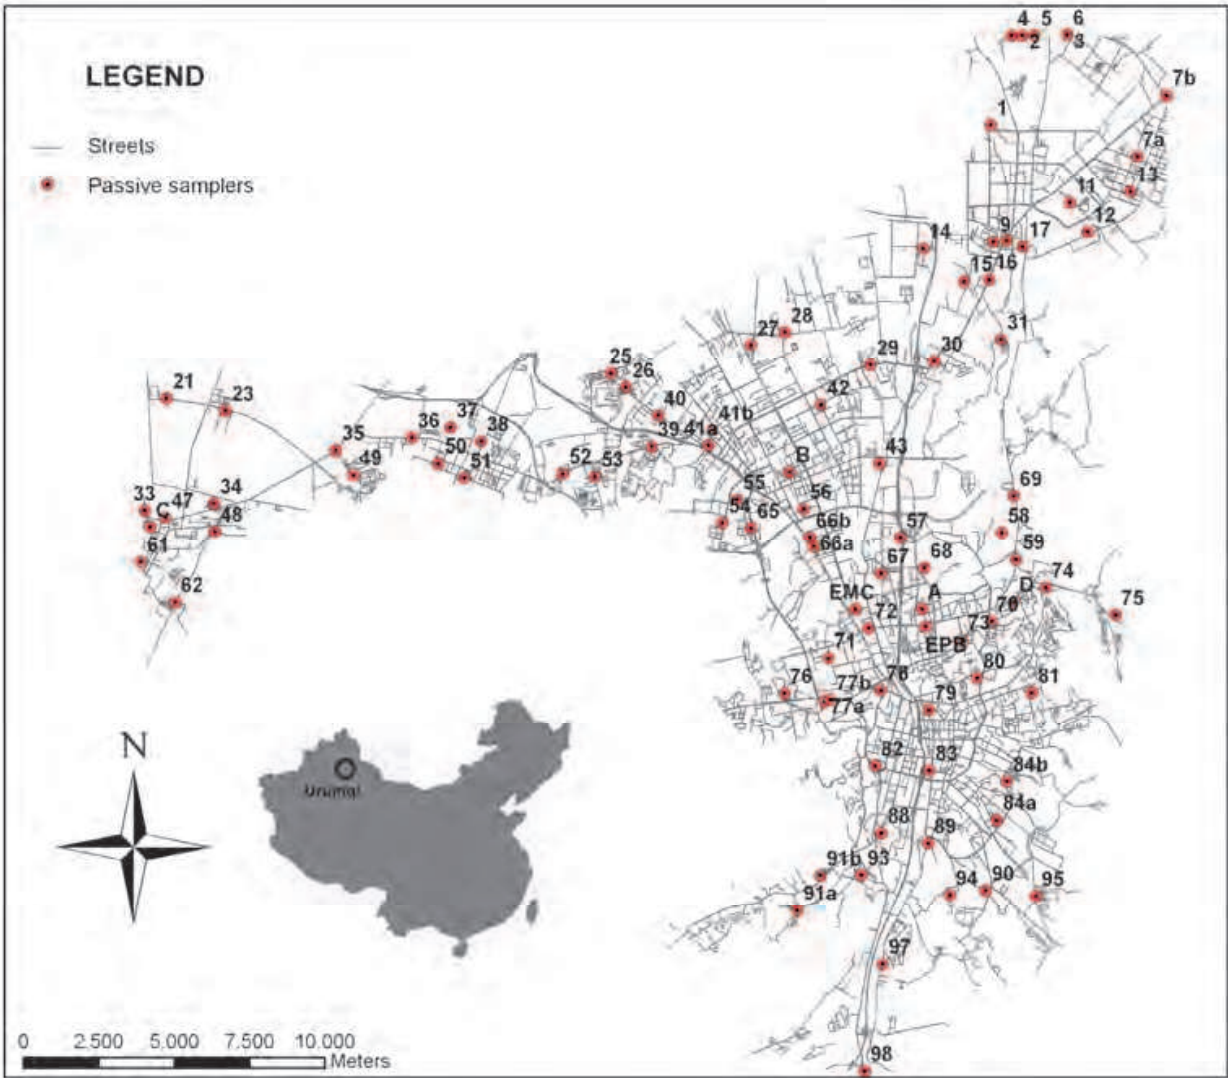 4 5 6
2 3
LEGEND
7b
1
Streets
7a
Passive samplers
13
11
12
14 9 17
15 16
28
27 31
29 30
25
26
21 42
23 40
37 41b
36 38 39 41a
35 43
50 B
49 51 52 53
69
34 55 56
33 47
C 54 65
48 66b 57 58
66a
61 67 68 59
74
62 EMC A D
72 70 75
73
EPB
71
80
76 77b 78 81
77a 79
N
82 83
84b
Urumqi
84a
88 89
91b 93
91a 94 90 95
97
0 2.500 5.000 7.500 10.000
Meters
98